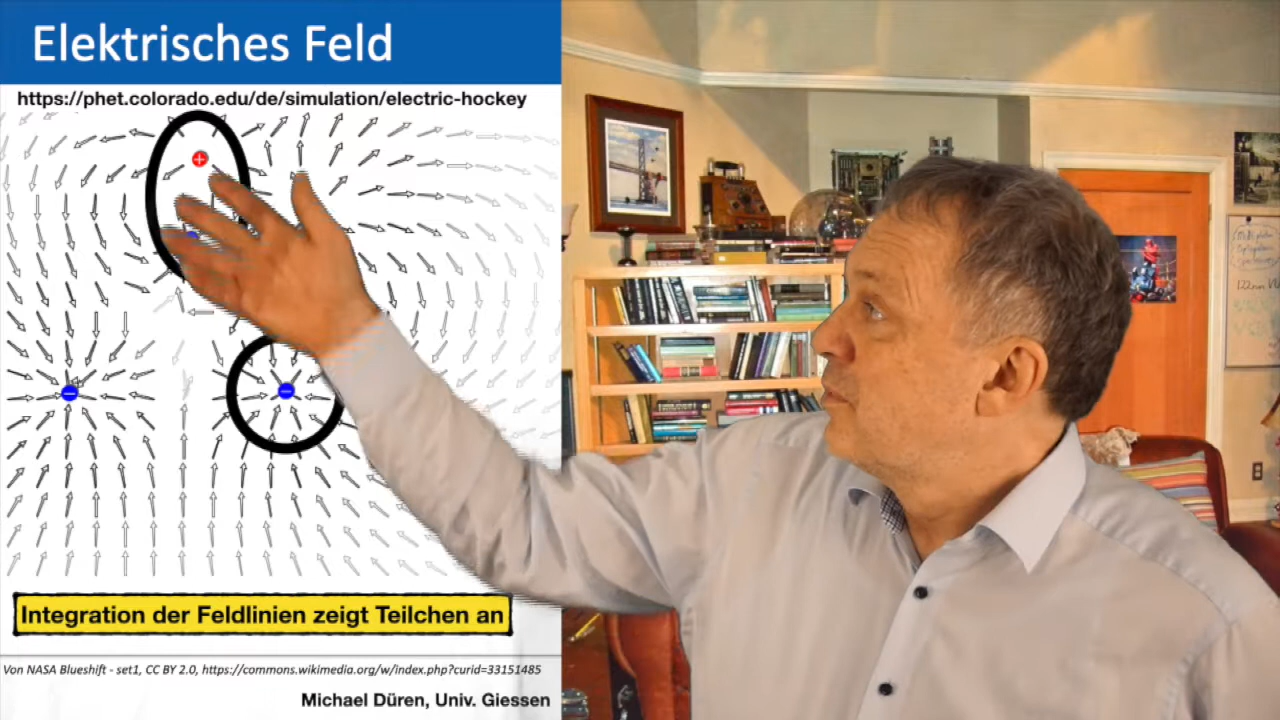 Elektrisches Feld
https://phet.colorado.edu/de/simulation/electric-hockey
Integration der Feldlinien zeigt Teilchen an
Von NASA Blueshift - set1, CC BY 2.0, https://commons.wikimedia.org/w/index.php?curid=33151485
Michael Düren, Univ. Giessen